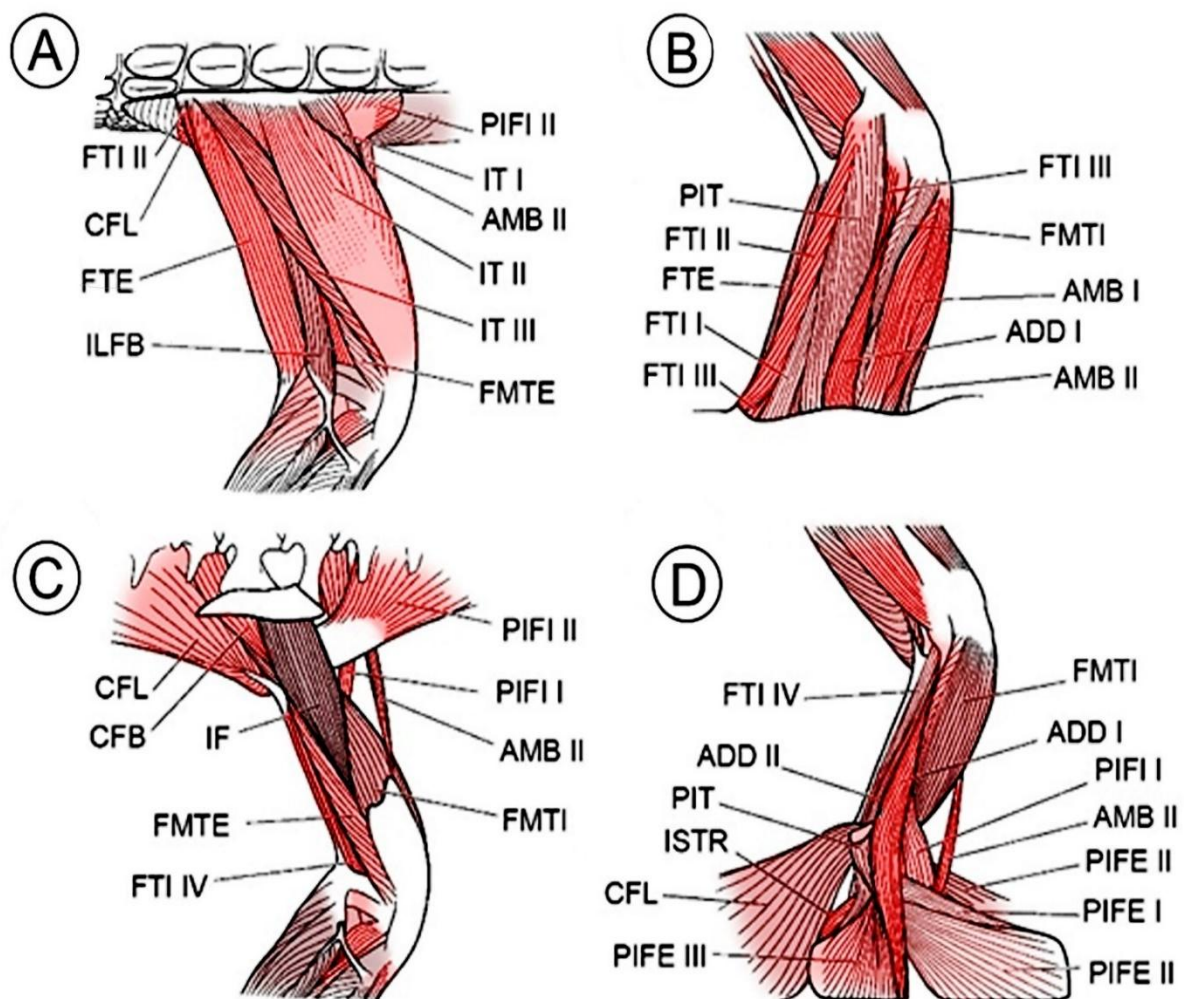 A
PIFI II
FTI II
IT I
CFL
AMB II
FTE
IT II
ILFB
IT III
FMTE
B
FTI III
PIT
FTI II
FMTI
FTE
AMB I
FTI I
ADD I
FTI III
AMB II
C
PIFI II
CFL
PIFI I
CFB
IF
AMB II
FMTE
FMTI
FTI IV
D
FMTI
FTI IV
ADD I
ADD II
PIFI I
PIT
AMB II
ISTR
PIFE II
CFL
PIFE I
PIFE III
PIFE II